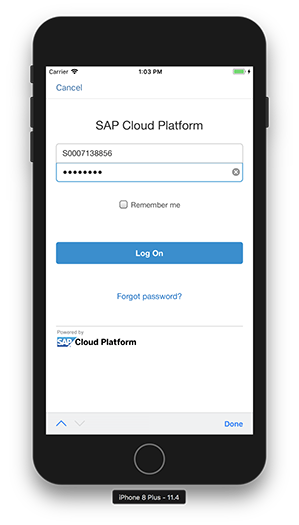 Carrier 1:03 PM
Cancel
SAP Cloud Platform
S0007138856
••••••••
Remember me
Log On
Forgot password?
Powered by
SAP Cloud Platform
Done
iPhone 8 Plus - 11.4